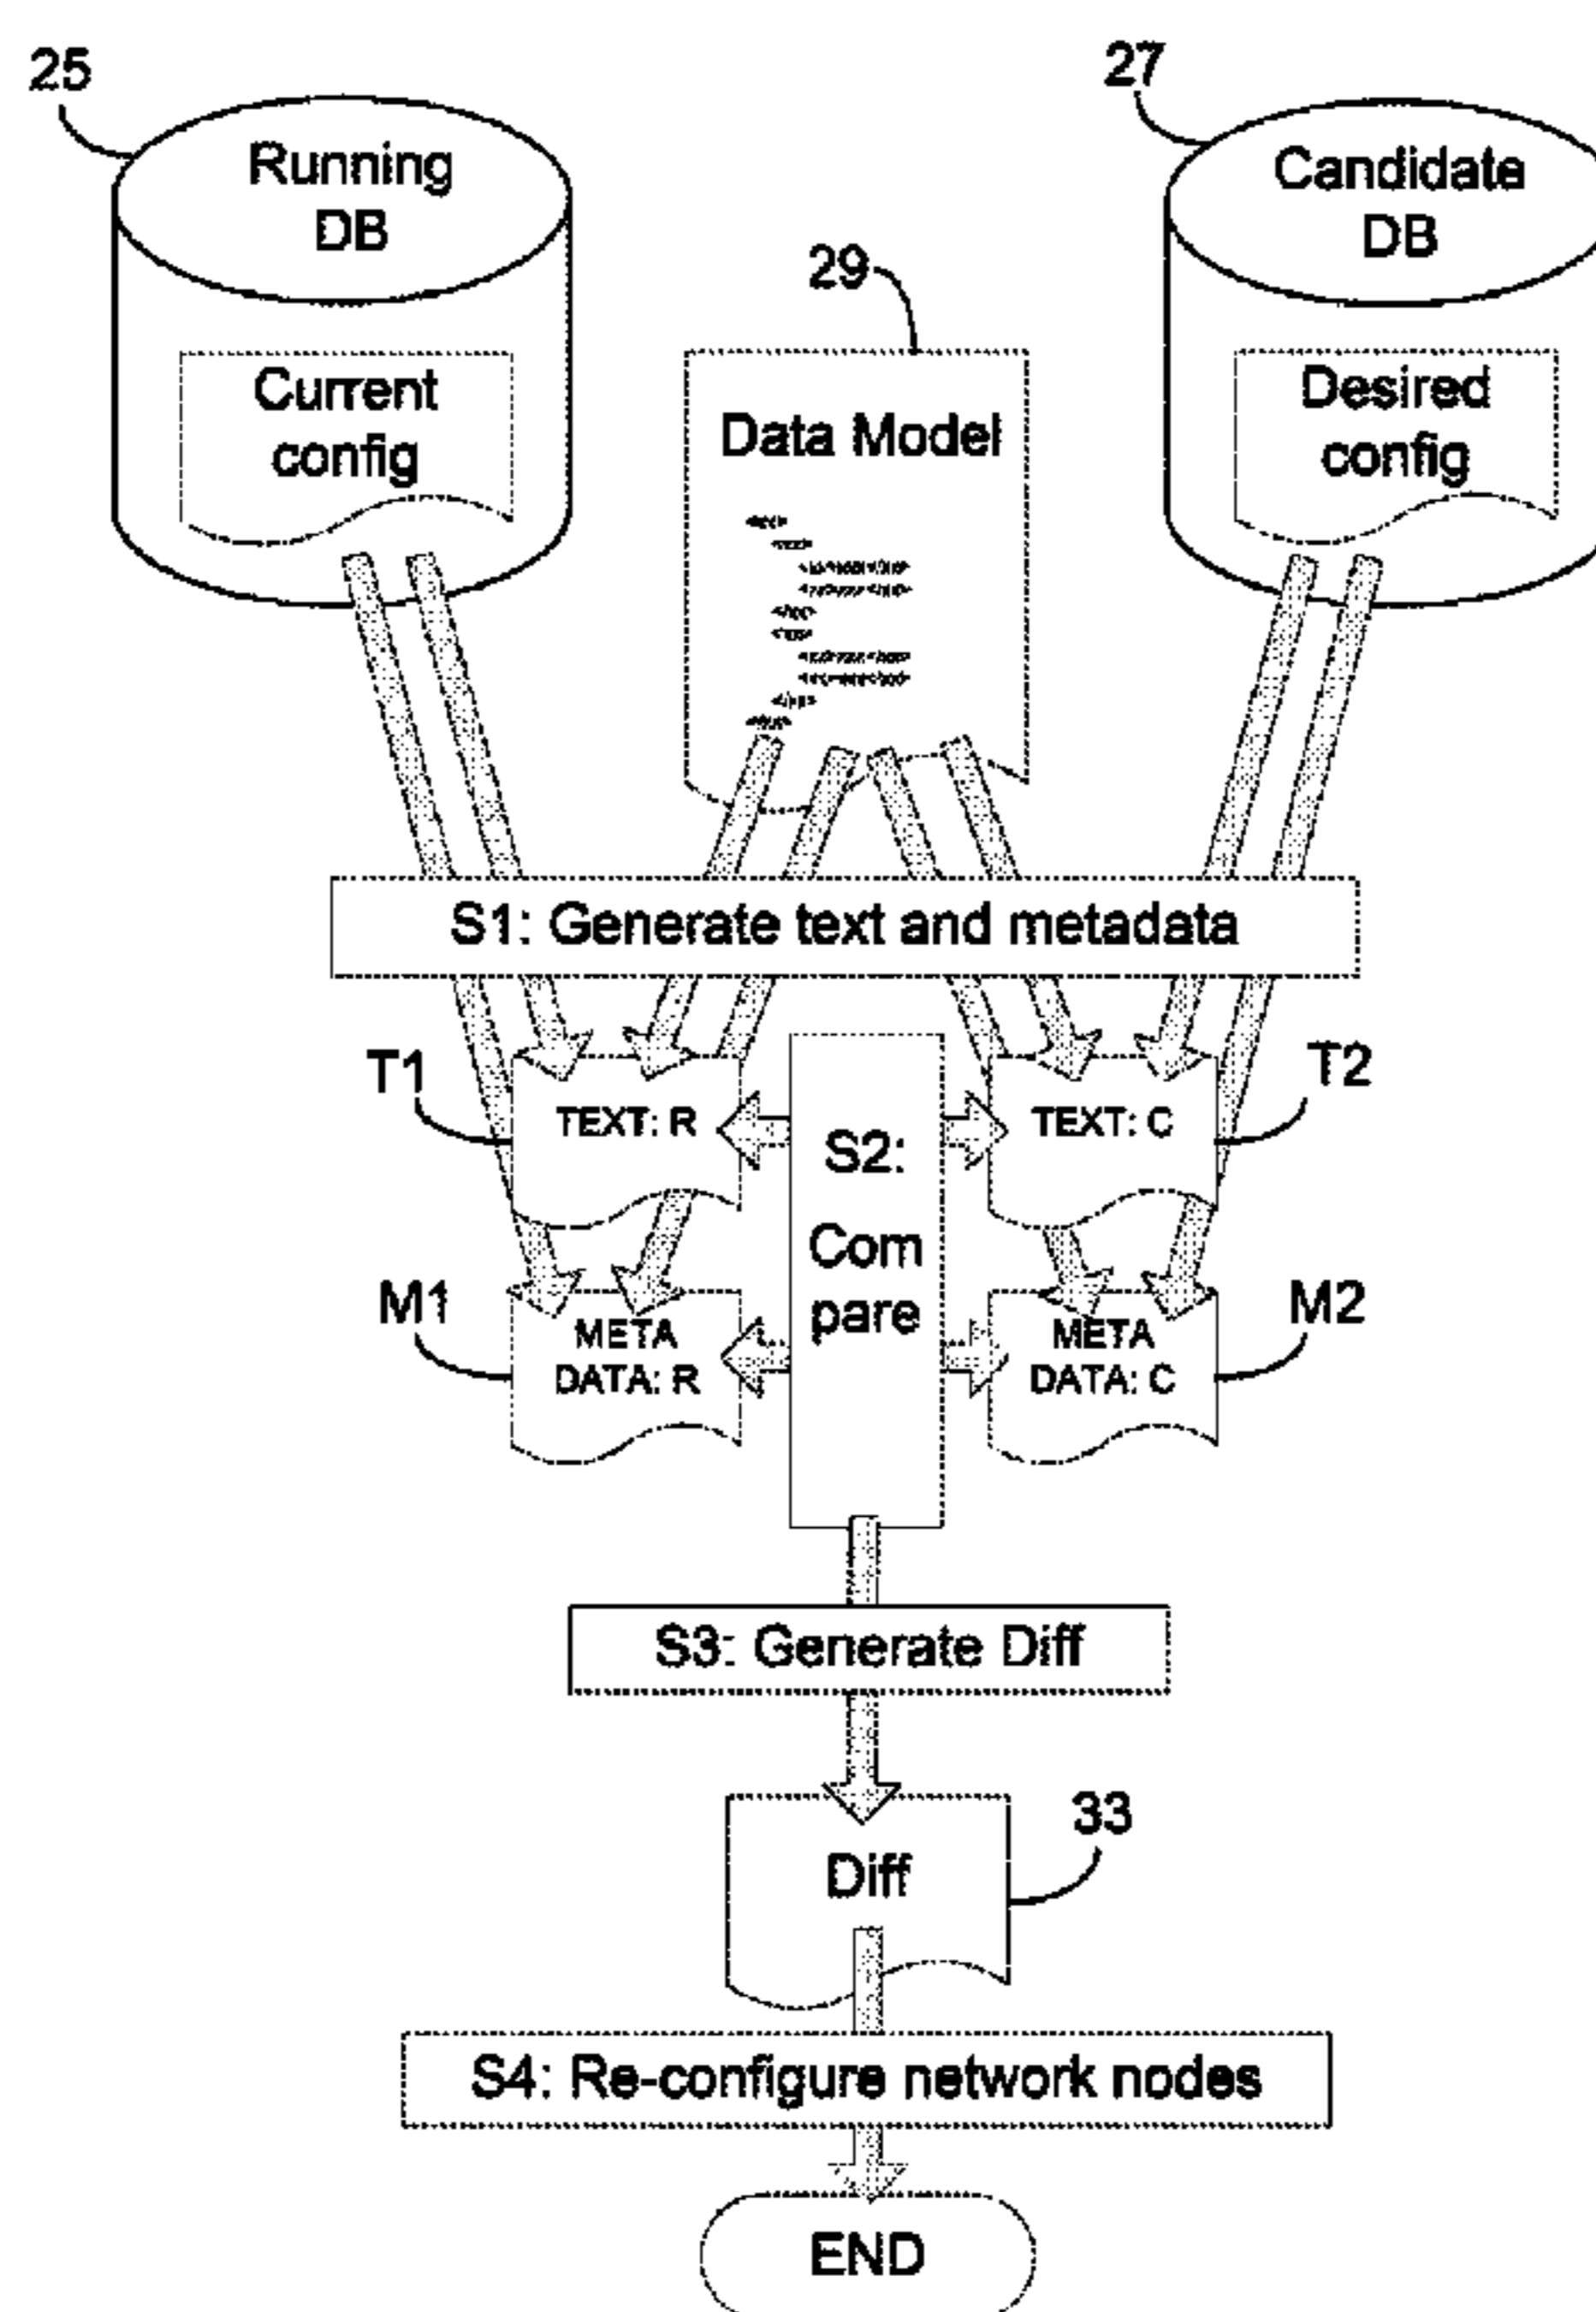 25
27
Running
DB
Candidate
DB
29
Current
config
Data Model
Desired
config
S1: Generate text and metadata
T1
TEXT: R
S2:
TEXT: C
T2
Com
pare
M1
META
DATA: R
META
DATA: C
M2
S3: Generate Diff
Diff
33
S4: Re-configure network nodes
END